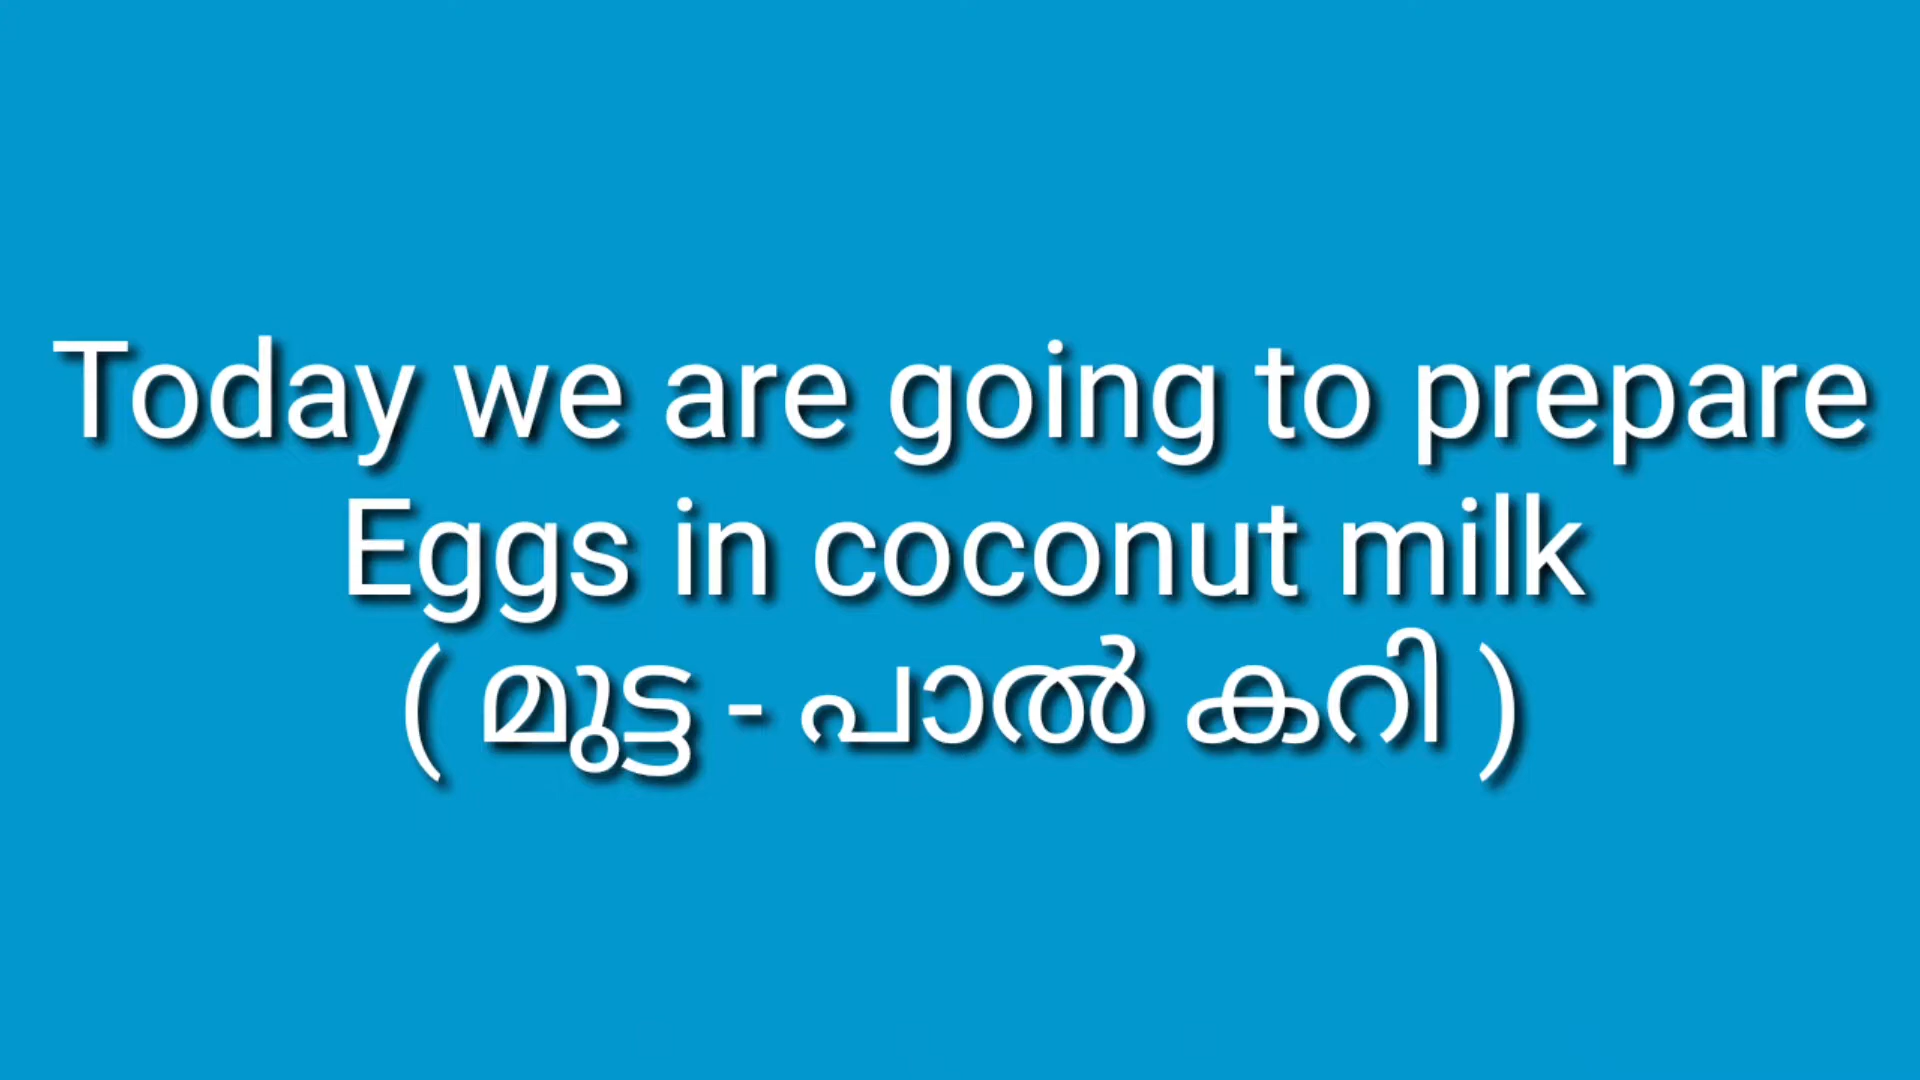 Today we are going to prepare
Eggs in coconut milk
( മുട്ട - പാൽ കറി )